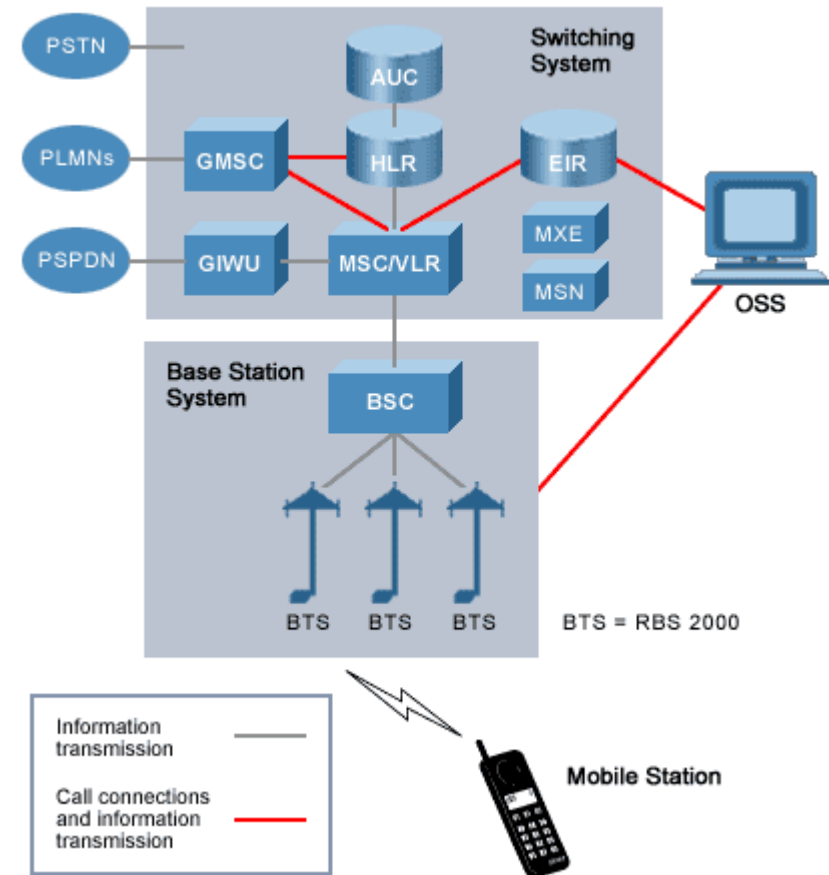 PSTN
Switching
System
AUC
PLMNs
GMSC
HLR
EIR
PSPDN
GIWU
MSC/VLR
MXE
MSN
OSS
Base Station
System
BSC
BTS
BTS
BTS
BTS = RBS 2000
Information
transmission
Call connections
and information
transmission
Mobile Station